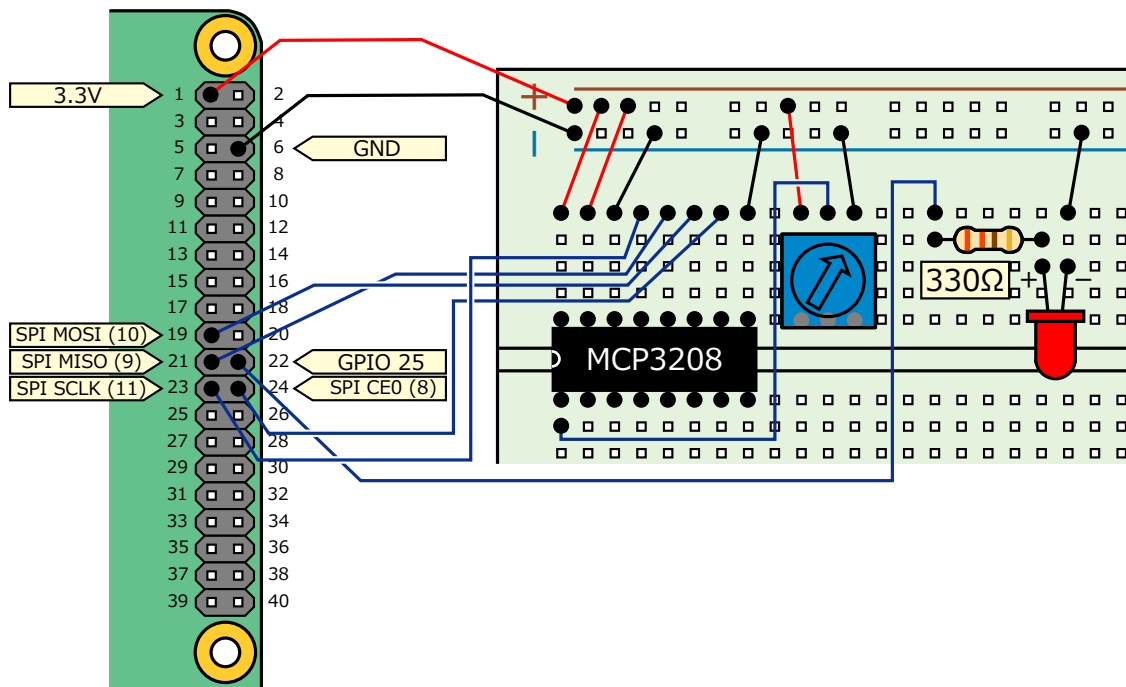 3.3V 1 2
3 4
5 6 GND
7 8
9 10
11 12
13 14
15 16
17 18
SPI MOSI (10) 19 20
SPI MISO (9) 21 22 GPIO 25
SPI SCLK (11) 23 24 SPI CE0 (8)
25 26
27 28
29 30
31 32
33 34
35 36
37 38
39 40
+
−
330Ω + −
MCP3208